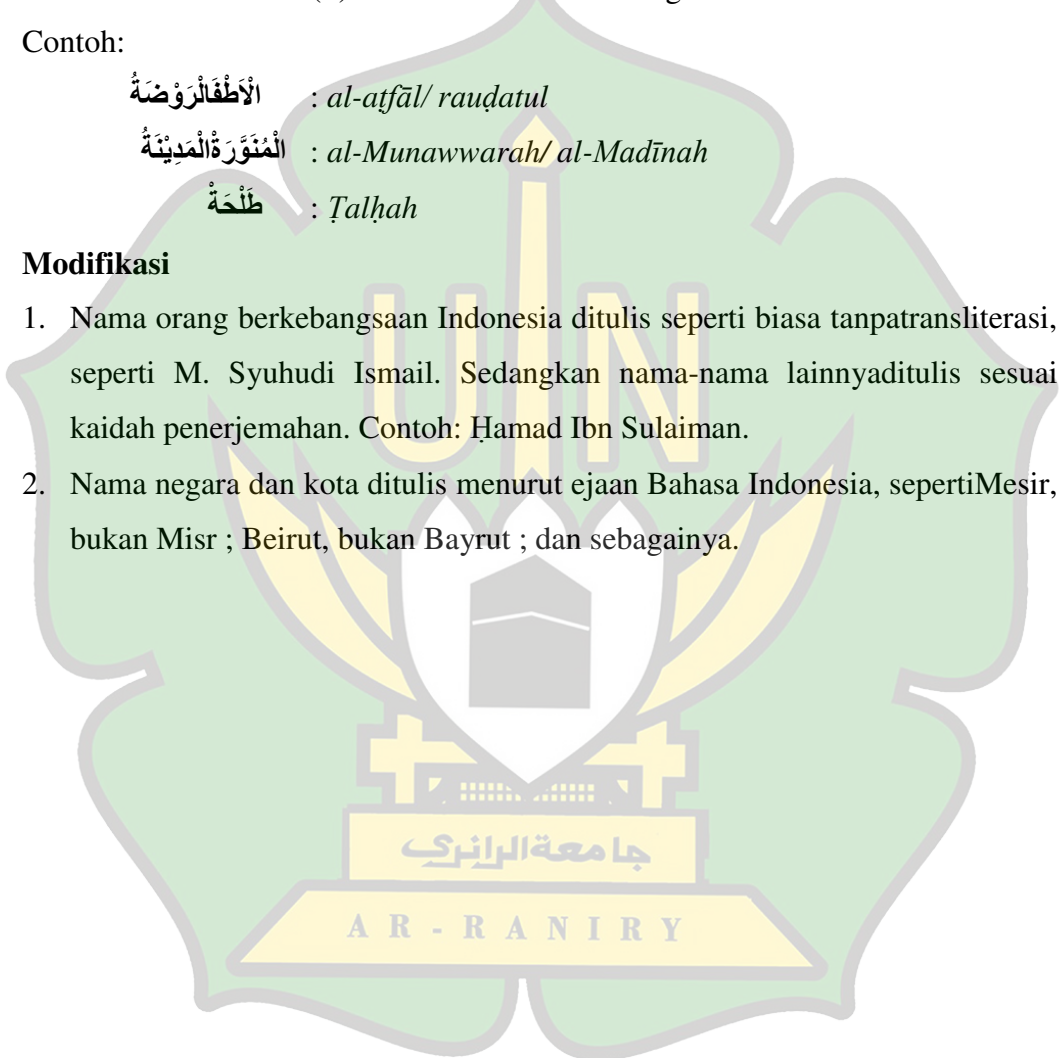 Contoh:
الْاَطْفَالْرَوْضَةُ : al-aṭfāl/ rauḍatul
الْمُنَوَّرَةْالْمَدِيْنَةُ : al-Munawwarah/ al-Madīnah
طَلْحَةْ : Ṭalḥah
Modifikasi
1. Nama orang berkebangsaan Indonesia ditulis seperti biasa tanpatransliterasi,
seperti M. Syuhudi Ismail. Sedangkan nama-nama lainnyaditulis sesuai
kaidah penerjemahan. Contoh: Ḥamad Ibn Sulaiman.
2. Nama negara dan kota ditulis menurut ejaan Bahasa Indonesia, sepertiMesir,
bukan Misr ; Beirut, bukan Bayrut ; dan sebagainya.
UIN
جامعة الرانري
AR-RANIRY